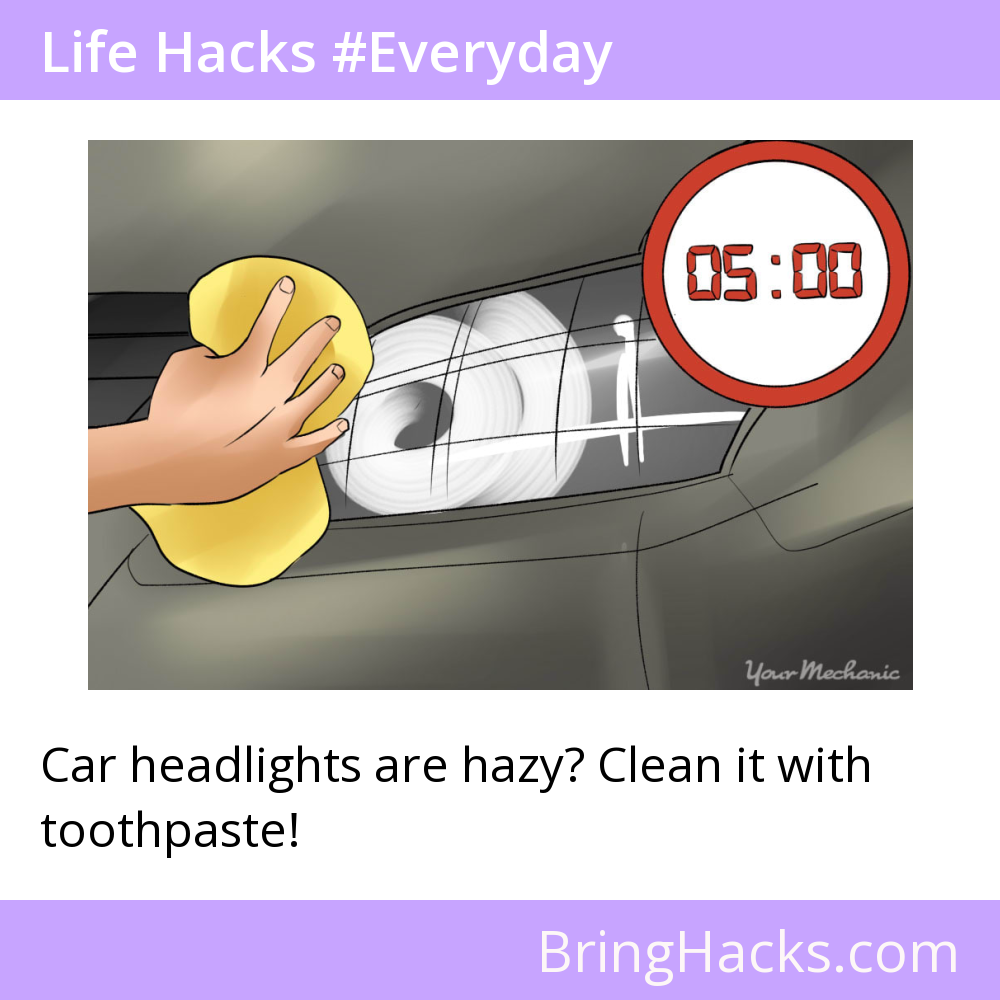 Life Hacks #Everyday
05:00
YourMechanic
Car headlights are hazy? Clean it with
toothpaste!
BringHacks.com